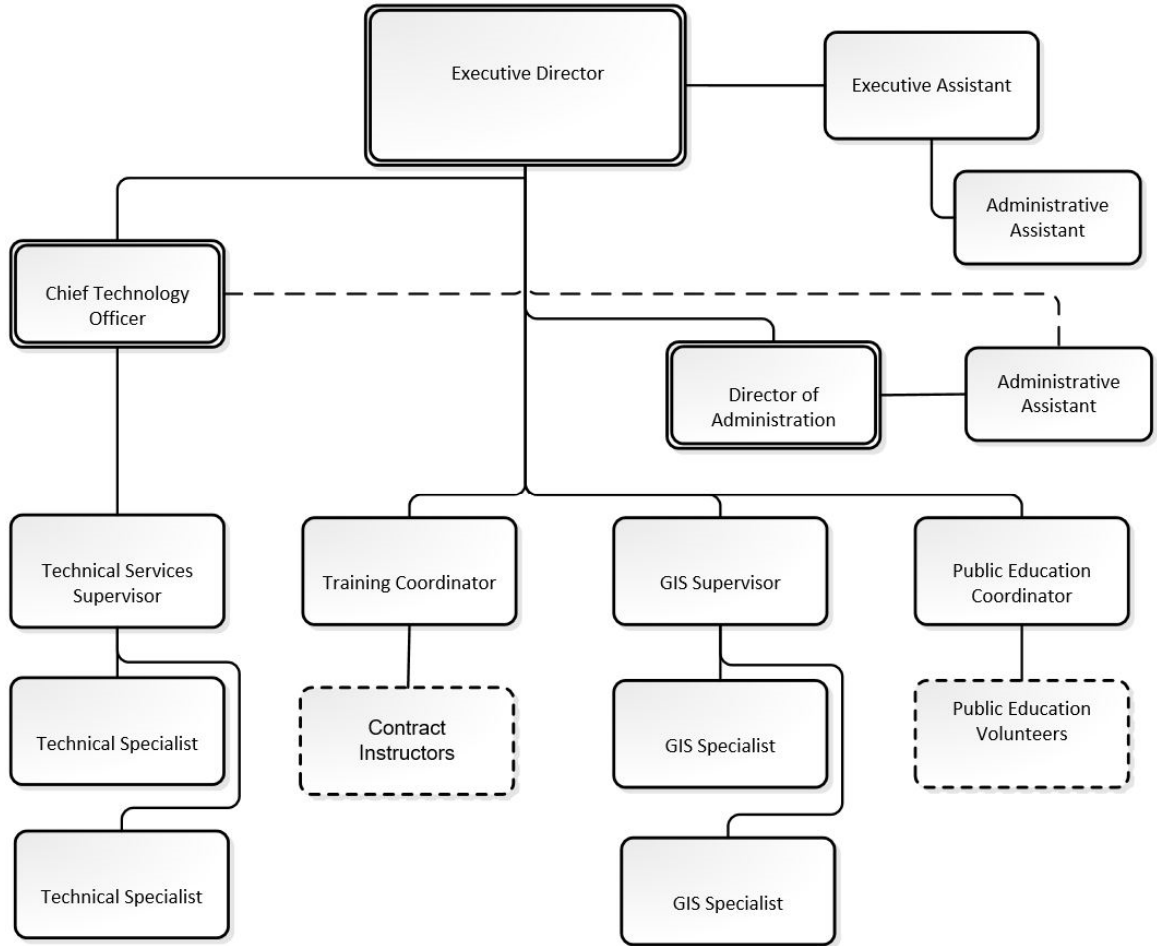 Executive Director
Executive Assistant
Administrative
Assistant
Chief Technology
Officer
Director of
Administration
Administrative
Assistant
Technical Services
Supervisor
Training Coordinator
GIS Supervisor
Public Education
Coordinator
Technical Specialist
Contract
Instructors
GIS Specialist
Public Education
Volunteers
Technical Specialist
GIS Specialist